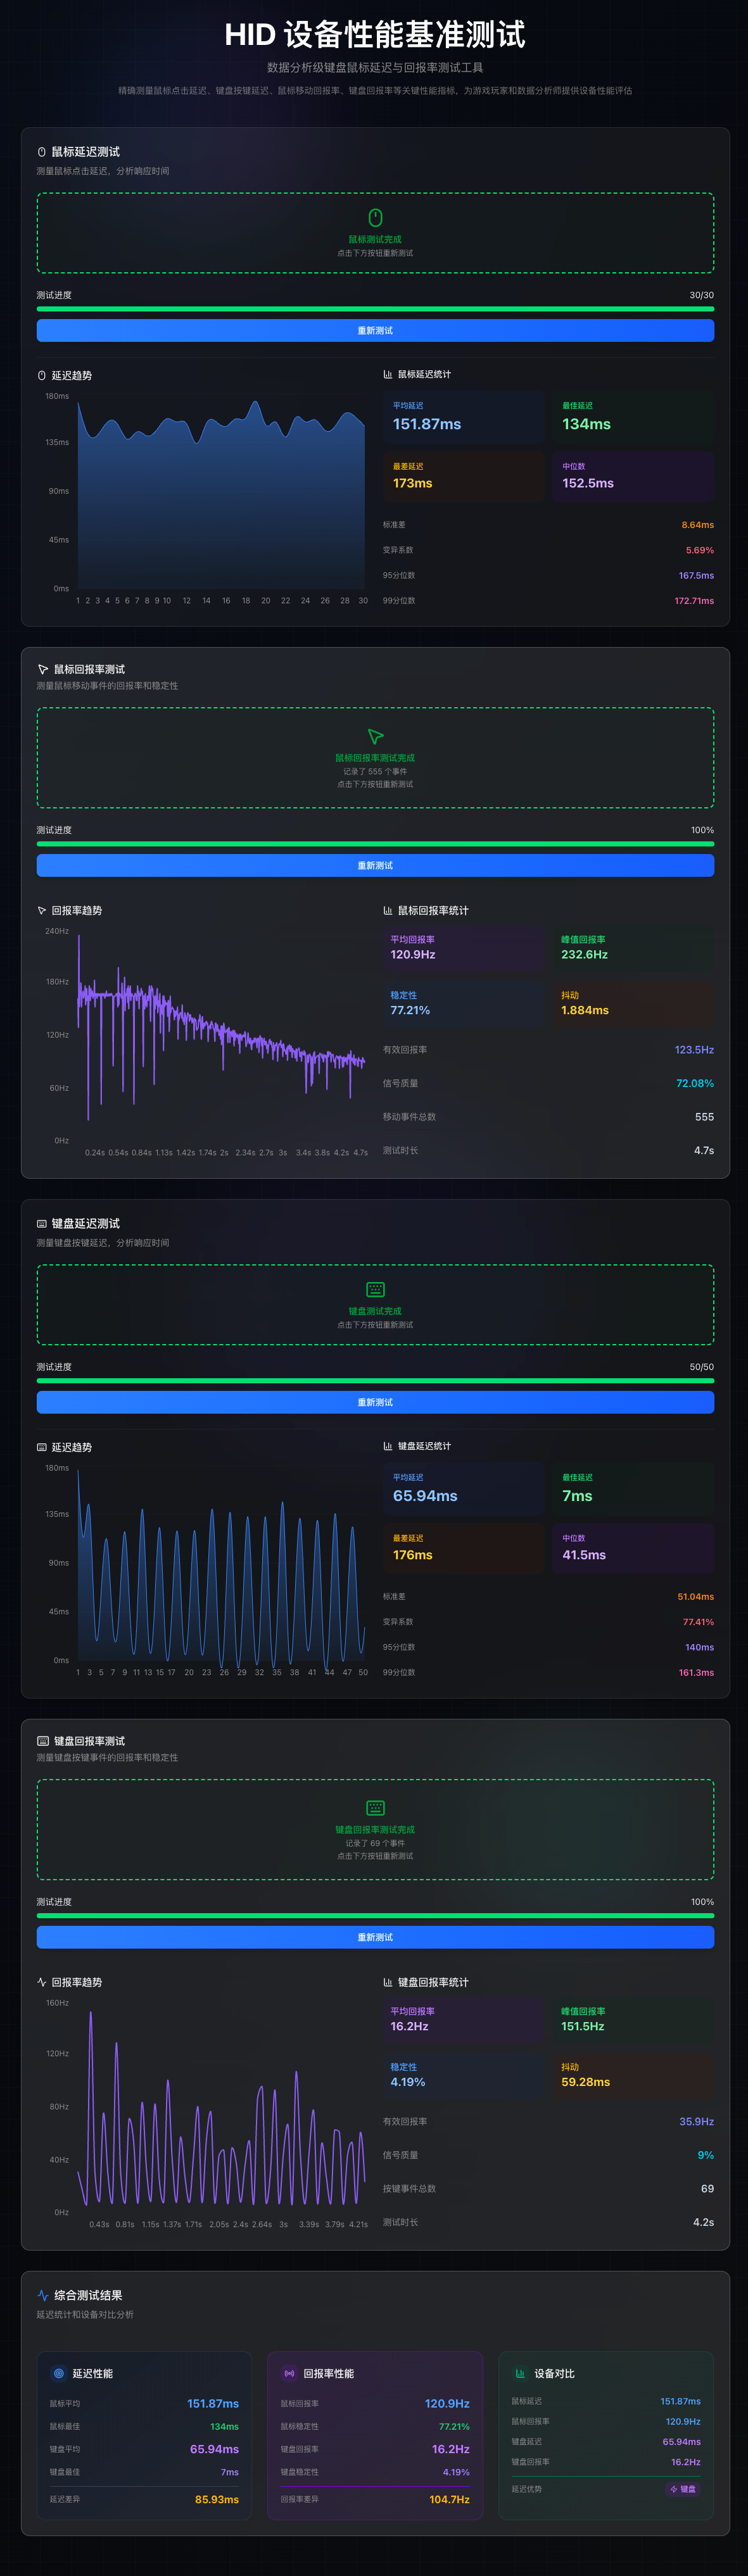 HID 设备性能基准测试
数据分析级键盘鼠标延迟与回报率测试工具
精确测量鼠标点击延迟、键盘按键延迟、鼠标移动回报率、键盘回报率等关键性能指标，为游戏玩家和数据分析师提供设备性能评估
鼠标延迟测试
测量鼠标点击延迟，分析响应时间
鼠标测试完成
点击下方按钮重新测试
测试进度 30/30
重新测试
延迟趋势
180ms
135ms
90ms
45ms
0ms
1 2 3 4 5 6 7 8 9 10 12 14 16 18 20 22 24 26 28 30
鼠标延迟统计
平均延迟
151.87ms
最佳延迟
134ms
最差延迟
173ms
中位数
152.5ms
标准差 8.64ms
变异系数 5.69%
95分位数 167.5ms
99分位数 172.71ms
鼠标回报率测试
测量鼠标移动事件的回报率和稳定性
鼠标回报率测试完成
记录了 555 个事件
点击下方按钮重新测试
测试进度 100%
重新测试
回报率趋势
240Hz
180Hz
120Hz
60Hz
0Hz
0.24s 0.54s 0.84s 1.13s 1.42s 1.74s 2s 2.34s 2.7s 3s 3.4s 3.8s 4.2s 4.7s
鼠标回报率统计
平均回报率
120.9Hz
峰值回报率
232.6Hz
稳定性
77.21%
抖动
1.884ms
有效回报率 123.5Hz
信号质量 72.08%
移动事件总数 555
测试时长 4.7s
键盘延迟测试
测量键盘按键延迟，分析响应时间
键盘测试完成
点击下方按钮重新测试
测试进度 50/50
重新测试
延迟趋势
180ms
135ms
90ms
45ms
0ms
1 3 5 7 9 11 13 15 17 20 23 26 29 32 35 38 41 44 47 50
键盘延迟统计
平均延迟
65.94ms
最佳延迟
7ms
最差延迟
176ms
中位数
41.5ms
标准差 51.04ms
变异系数 77.41%
95分位数 140ms
99分位数 161.3ms
键盘回报率测试
测量键盘按键事件的回报率和稳定性
键盘回报率测试完成
记录了 69 个事件
点击下方按钮重新测试
测试进度 100%
重新测试
回报率趋势
160Hz
120Hz
80Hz
40Hz
0Hz
0.43s 0.81s 1.15s 1.37s 1.71s 2.05s 2.4s 2.64s 3s 3.39s 3.79s 4.21s
键盘回报率统计
平均回报率
16.2Hz
峰值回报率
151.5Hz
稳定性
4.19%
抖动
59.28ms
有效回报率 35.9Hz
信号质量 9%
按键事件总数 69
测试时长 4.2s
综合测试结果
延迟统计和设备对比分析
延迟性能
鼠标平均 151.87ms
鼠标最佳 134ms
键盘平均 65.94ms
键盘最佳 7ms
延迟差异 85.93ms
回报率性能
鼠标回报率 120.9Hz
鼠标稳定性 77.21%
键盘回报率 16.2Hz
键盘稳定性 4.19%
回报率差异 104.7Hz
设备对比
鼠标延迟 151.87ms
鼠标回报率 120.9Hz
键盘延迟 65.94ms
键盘回报率 16.2Hz
延迟优势 键盘